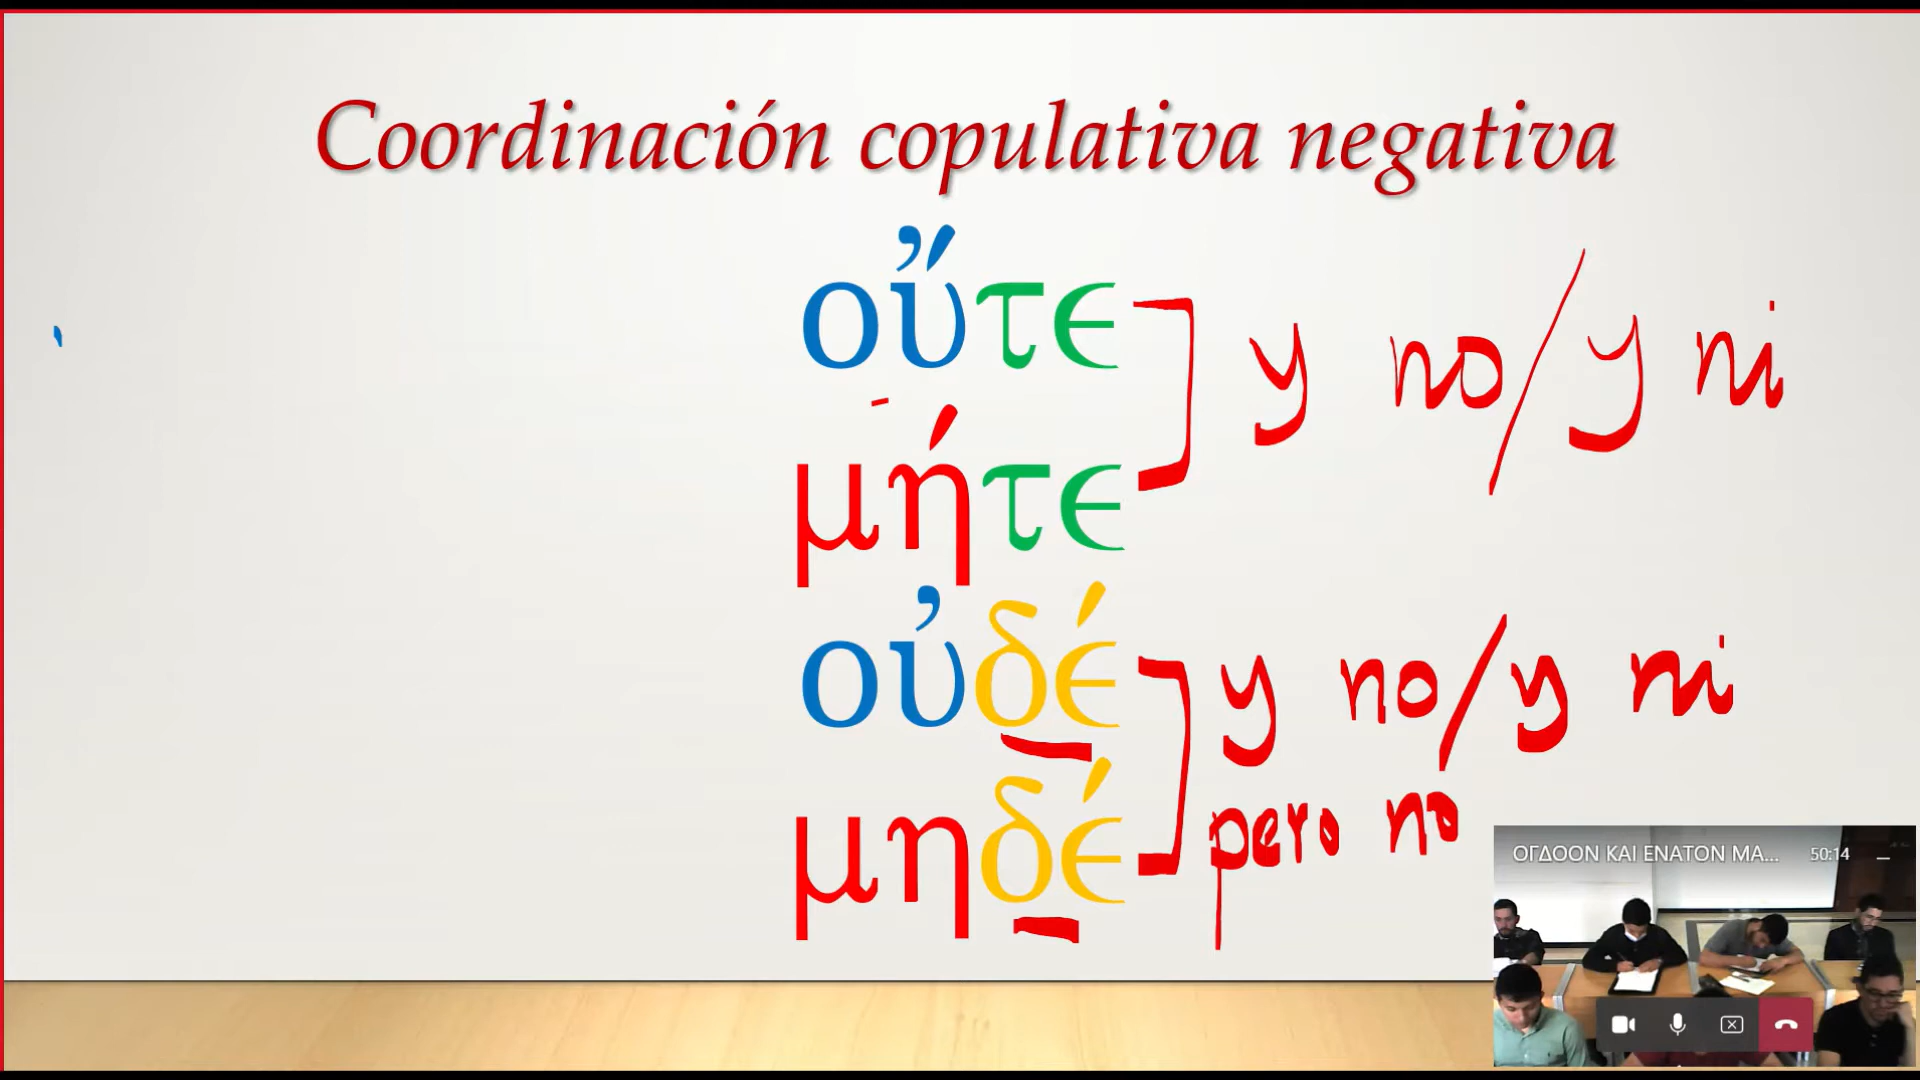 Coordinación copulativa negativa
οὔτε
y no/y ni
μήτε
οὐδέ
y no/y ni
μηδέ
pero no
ΟΓΔΟΟΝ ΚΑΙ ΕΝΑΤΟΝ ΜΑ... 50:14